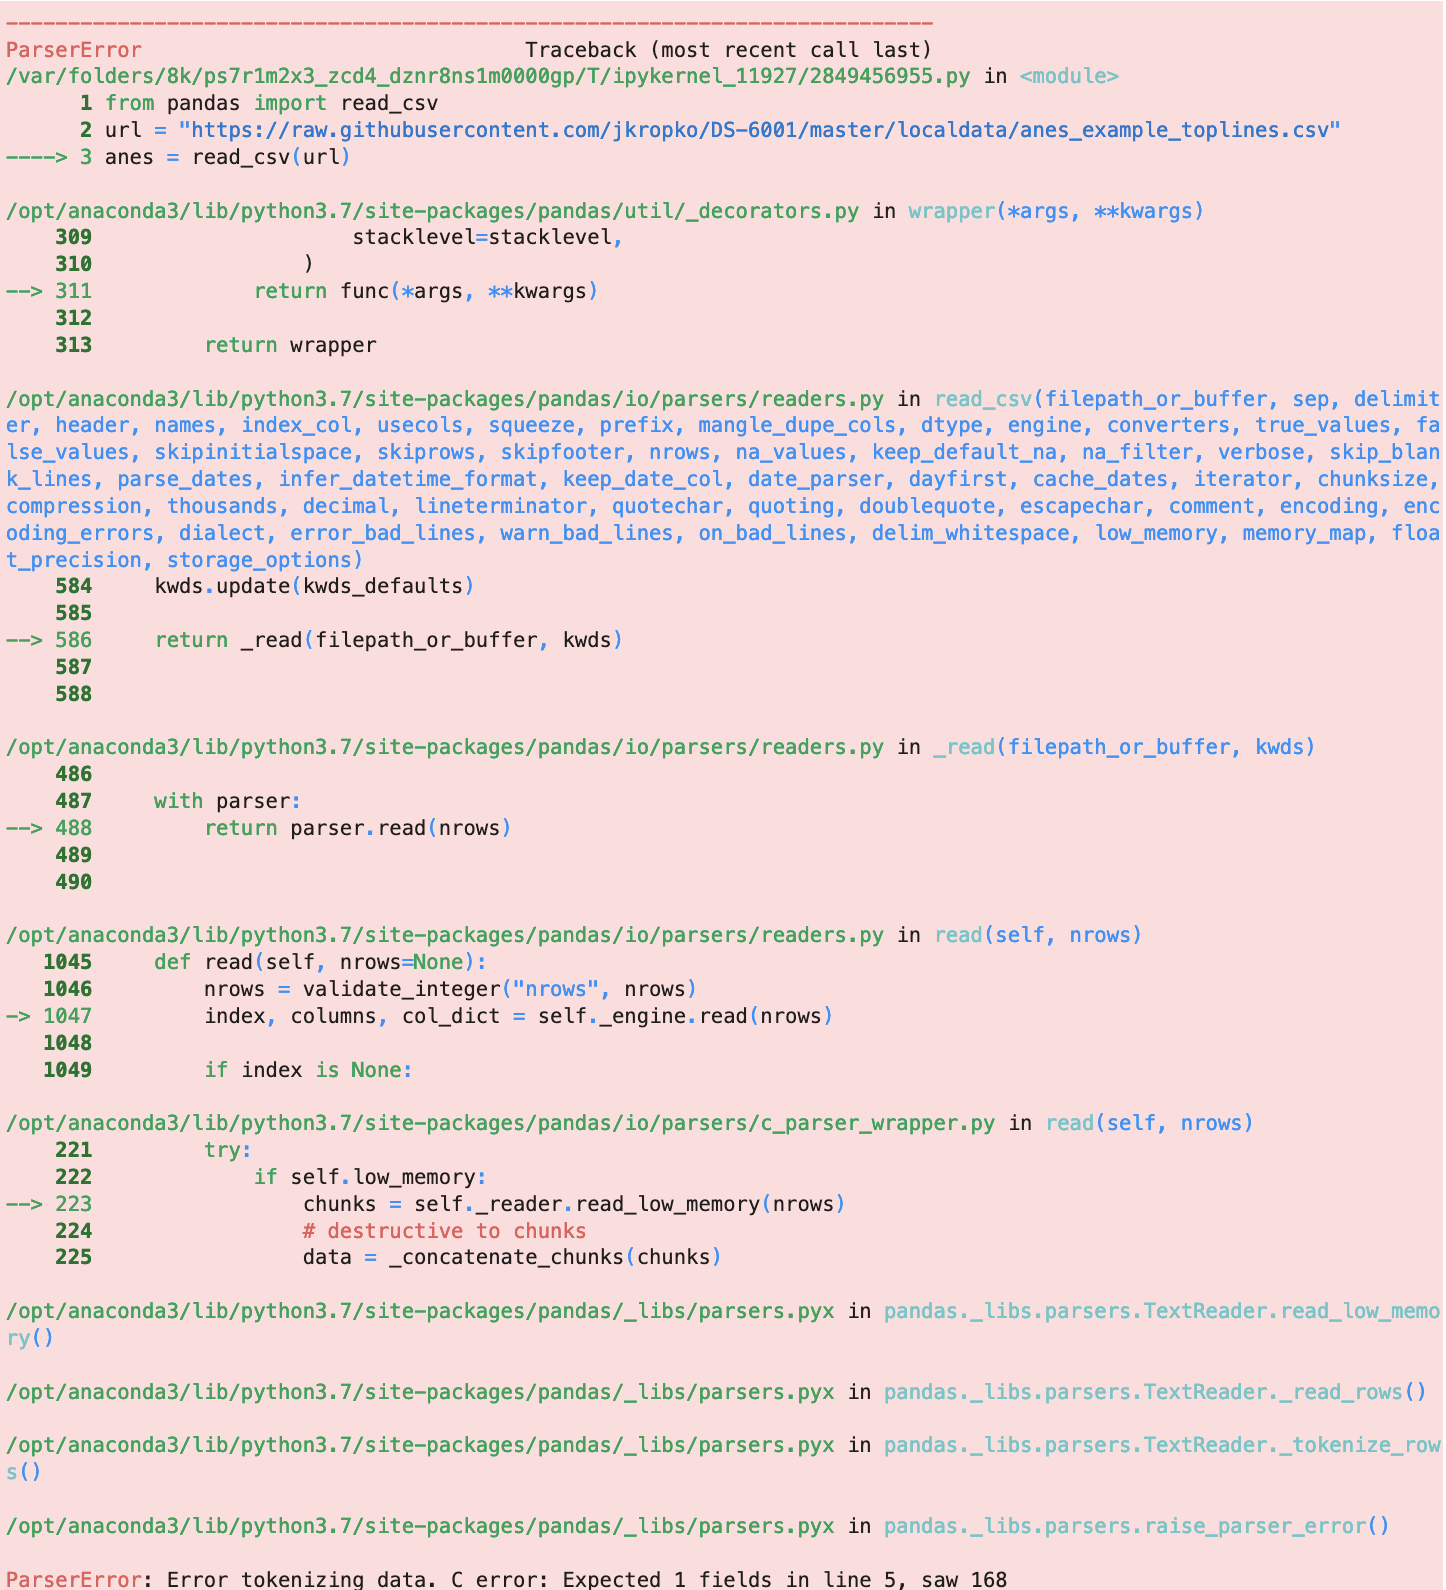 ---------------------------------------------------------------------------
ParserError                               Traceback (most recent call last)
/var/folders/8k/ps7r1m2x3_zcd4_dznr8ns1m0000gp/T/ipykernel_11927/2849456955.py in <module>
      1 from pandas import read_csv
      2 url = "https://raw.githubusercontent.com/jkropko/DS-6001/master/localdata/anes_example_toplines.csv"
----> 3 anes = read_csv(url)

/opt/anaconda3/lib/python3.7/site-packages/pandas/util/_decorators.py in wrapper(*args, **kwargs)
    309                     stacklevel=stacklevel,
    310                 )
--> 311             return func(*args, **kwargs)
    312 
    313         return wrapper

/opt/anaconda3/lib/python3.7/site-packages/pandas/io/parsers/readers.py in read_csv(filepath_or_buffer, sep, delimit
er, header, names, index_col, usecols, squeeze, prefix, mangle_dupe_cols, dtype, engine, converters, true_values, fa
lse_values, skipinitialspace, skiprows, skipfooter, nrows, na_values, keep_default_na, na_filter, verbose, skip_blan
k_lines, parse_dates, infer_datetime_format, keep_date_col, date_parser, dayfirst, cache_dates, iterator, chunksize,
compression, thousands, decimal, lineterminator, quotechar, quoting, doublequote, escapechar, comment, encoding, enc
oding_errors, dialect, error_bad_lines, warn_bad_lines, on_bad_lines, delim_whitespace, low_memory, memory_map, floa
t_precision, storage_options)
    584     kwds.update(kwds_defaults)
    585 
--> 586     return _read(filepath_or_buffer, kwds)
    587 
    588 

/opt/anaconda3/lib/python3.7/site-packages/pandas/io/parsers/readers.py in _read(filepath_or_buffer, kwds)
    486 
    487     with parser:
--> 488         return parser.read(nrows)
    489 
    490 

/opt/anaconda3/lib/python3.7/site-packages/pandas/io/parsers/readers.py in read(self, nrows)
   1045     def read(self, nrows=None):
   1046         nrows = validate_integer("nrows", nrows)
-> 1047         index, columns, col_dict = self._engine.read(nrows)
   1048 
   1049         if index is None:

/opt/anaconda3/lib/python3.7/site-packages/pandas/io/parsers/c_parser_wrapper.py in read(self, nrows)
    221         try:
    222             if self.low_memory:
--> 223                 chunks = self._reader.read_low_memory(nrows)
    224                 # destructive to chunks
    225                 data = _concatenate_chunks(chunks)

/opt/anaconda3/lib/python3.7/site-packages/pandas/_libs/parsers.pyx in pandas._libs.parsers.TextReader.read_low_memo
ry()

/opt/anaconda3/lib/python3.7/site-packages/pandas/_libs/parsers.pyx in pandas._libs.parsers.TextReader._read_rows()

/opt/anaconda3/lib/python3.7/site-packages/pandas/_libs/parsers.pyx in pandas._libs.parsers.TextReader._tokenize_row
s()

/opt/anaconda3/lib/python3.7/site-packages/pandas/_libs/parsers.pyx in pandas._libs.parsers.raise_parser_error()

ParserError: Error tokenizing data. C error: Expected 1 fields in line 5, saw 168